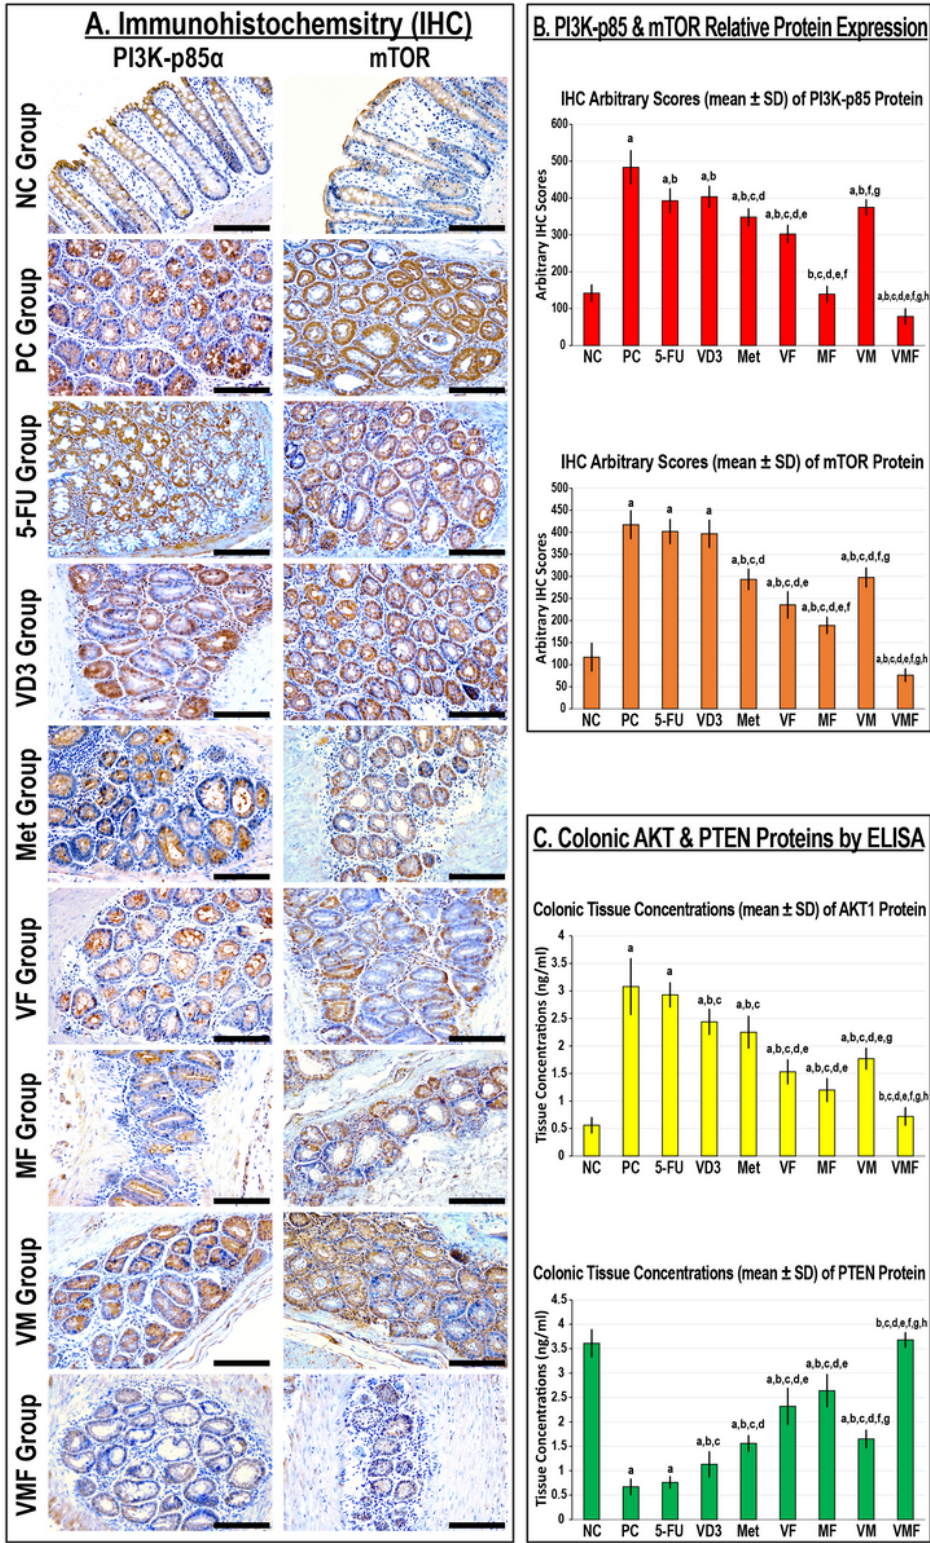 A. Immunohistochemsitry (IHC)
PI3K-p85α mTOR
NC Group
PC Group
5-FU Group
VD3 Group
Met Group
VF Group
MF Group
VM Group
VMF Group
B. PI3K-p85 & mTOR Relative Protein Expression
IHC Arbitrary Scores (mean ± SD) of PI3K-p85 Protein
Arbitrary IHC Scores
600
500
400
300
200
100
0
a
a,b
a,b
a,b,c,d
a,b,c,d,e
b,c,d,e,f
a,b,f,g
a,b,c,d,e,f,g,h
NC PC 5-FU VD3 Met VF MF VM VMF
IHC Arbitrary Scores (mean ± SD) of mTOR Protein
Arbitrary IHC Scores
500
450
400
350
300
250
200
150
100
50
0
a
a
a
a,b,c,d
a,b,c,d,e
a,b,c,d,e,f
a,b,c,d,f,g
a,b,c,d,e,f,g,h
NC PC 5-FU VD3 Met VF MF VM VMF
C. Colonic AKT & PTEN Proteins by ELISA
Colonic Tissue Concentrations (mean ± SD) of AKT1 Protein
Tissue Concentrations (ng/ml)
4
3.5
3
2.5
2
1.5
1
0.5
0
a
a
a,b,c
a,b,c
a,b,c,d,e
a,b,c,d,e
a,b,c,d,e,g
b,c,d,e,f,g,h
NC PC 5-FU VD3 Met VF MF VM VMF
Colonic Tissue Concentrations (mean ± SD) of PTEN Protein
Tissue Concentrations (ng/ml)
4.5
4
3.5
3
2.5
2
1.5
1
0.5
0
a
a
a,b,c
a,b,c,d
a,b,c,d,e
a,b,c,d,e
a,b,c,d,f,g
b,c,d,e,f,g,h
NC PC 5-FU VD3 Met VF MF VM VMF